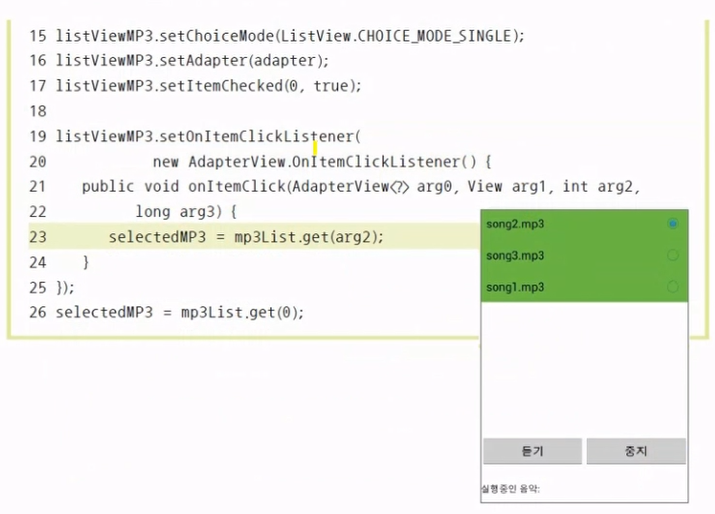 15 listViewMP3.setChoiceMode(ListView.CHOICE_MODE_SINGLE);
16 listViewMP3.setAdapter(adapter);
17 listViewMP3.setItemChecked(0, true);
18
19 listViewMP3.setOnItemClickListener(
20 new AdapterView.OnItemClickListener() {
21 public void onItemClick(AdapterView<?> arg0, View arg1, int arg2,
22 long arg3) {
23 selectedMP3 = mp3List.get(arg2);
24 }
25 });
26 selectedMP3 = mp3List.get(0);
song2.mp3
song3.mp3
song1.mp3
듣기 중지
실행중인 음악: